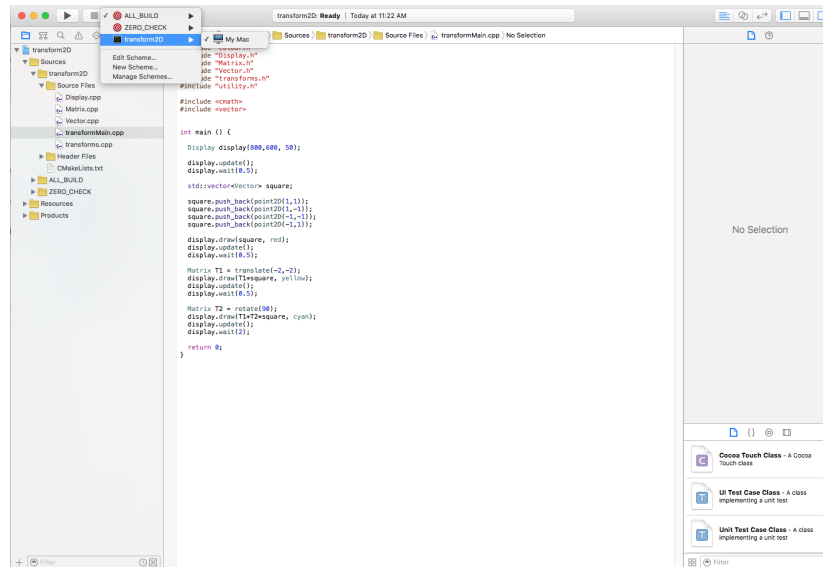 ALL_BUILD
ZERO_CHECK
transform2D
My Mac
Edit Scheme...
New Scheme...
Manage Schemes...
transform2D: Ready | Today at 11:22 AM
Sources
transform2D
Source Files
transformMain.cpp
No Selection
transform2D
Sources
transform2D
Source Files
Display.cpp
Matrix.cpp
Vector.cpp
transformMain.cpp
transforms.cpp
Header Files
CMakeLists.txt
ALL_BUILD
ZERO_CHECK
Resources
Products
Filter
"Display.h"
"Matrix.h"
"Vector.h"
"transforms.h"
#include "utility.h"
#include <cmath>
#include <vector>
int main () {
Display display(800,600, 50);
display.update();
display.wait(0.5);
std::vector<Vector> square;
square.push_back(point2D(1,1));
square.push_back(point2D(1,-1));
square.push_back(point2D(-1,-1));
square.push_back(point2D(-1,1));
display.draw(square, red);
display.update();
display.wait(0.5);
Matrix T1 = translate(-2,-2);
display.draw(T1*square, yellow);
display.update();
display.wait(0.5);
Matrix T2 = rotate(90);
display.draw(T1*T2*square, cyan);
display.update();
display.wait(2);
return 0;
}
No Selection
Cocoa Touch Class - A Cocoa
Touch class
UI Test Case Class - A class
implementing a unit test
Unit Test Case Class - A class
implementing a unit test
Filter